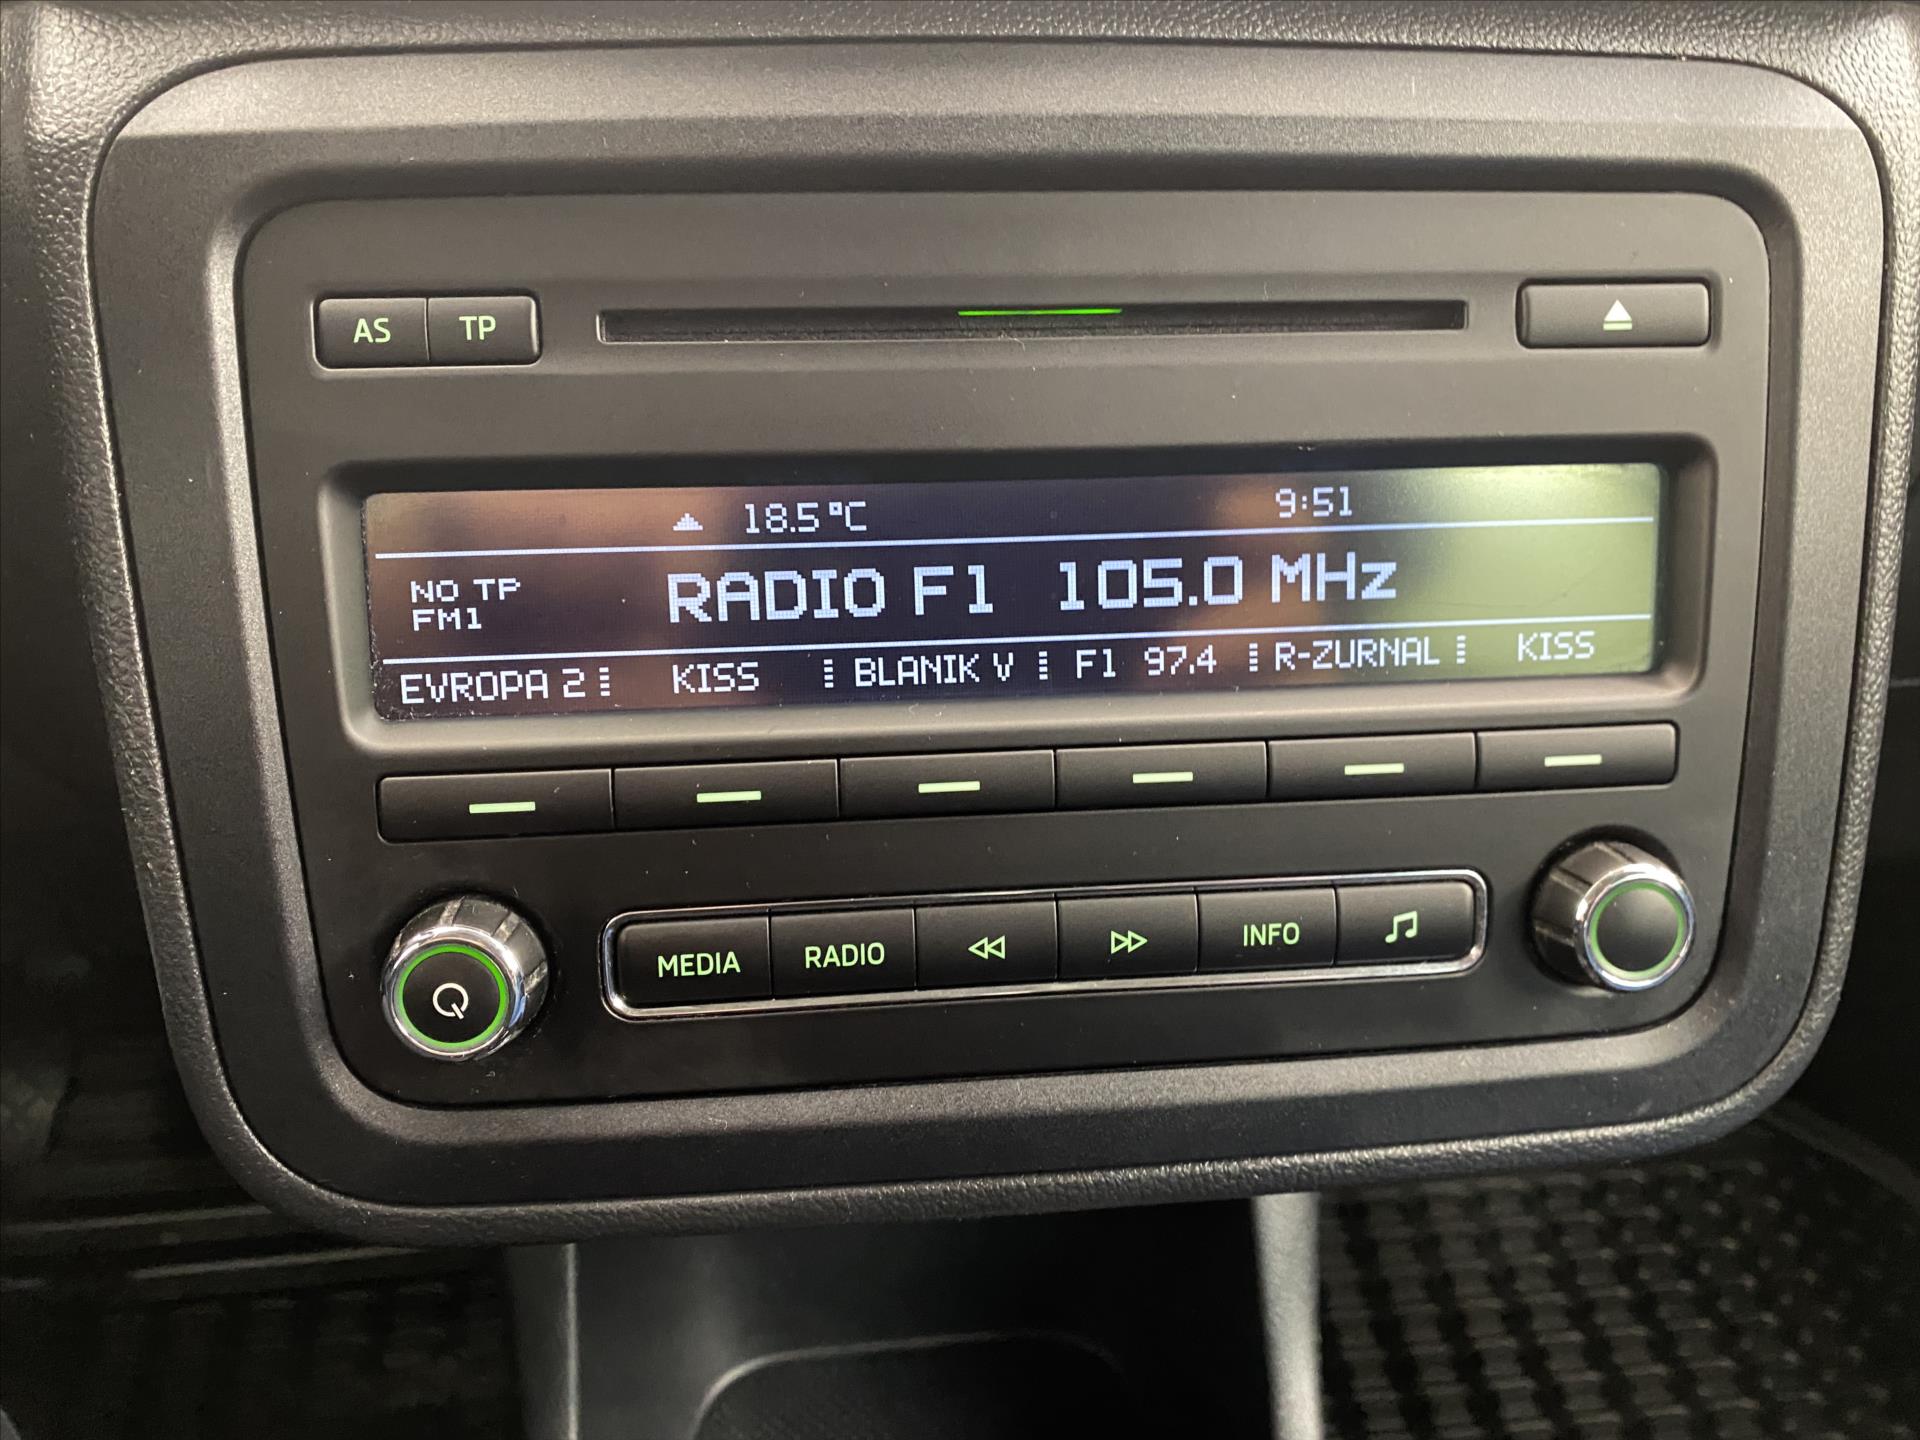 AS TP
18.5°C 9:51
NO TP
FM1
RADIO F1 105.0 MHz
EVROPA 2 KISS BLANIK V F1 97.4 R-ZURNAL KISS
MEDIA RADIO INFO